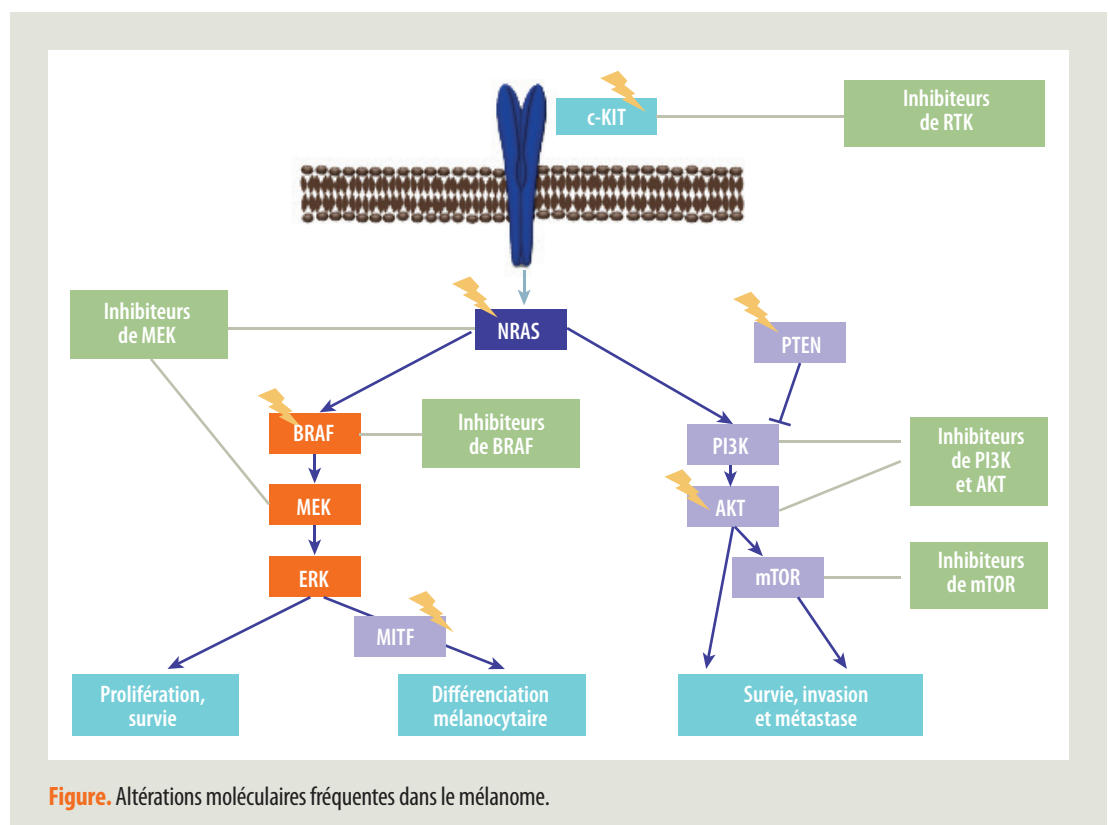 c-KIT
Inhibiteurs
de RTK
Inhibiteurs
de MEK
NRAS
PTEN
BRAF
Inhibiteurs
de BRAF
PI3K
Inhibiteurs
de PI3K
et AKT
MEK
AKT
ERK
mTOR
Inhibiteurs
de mTOR
MITF
Prolifération,
survie
Différenciation
mélanocytaire
Survie, invasion
et métastase
Figure. Altérations moléculaires fréquentes dans le mélanome.